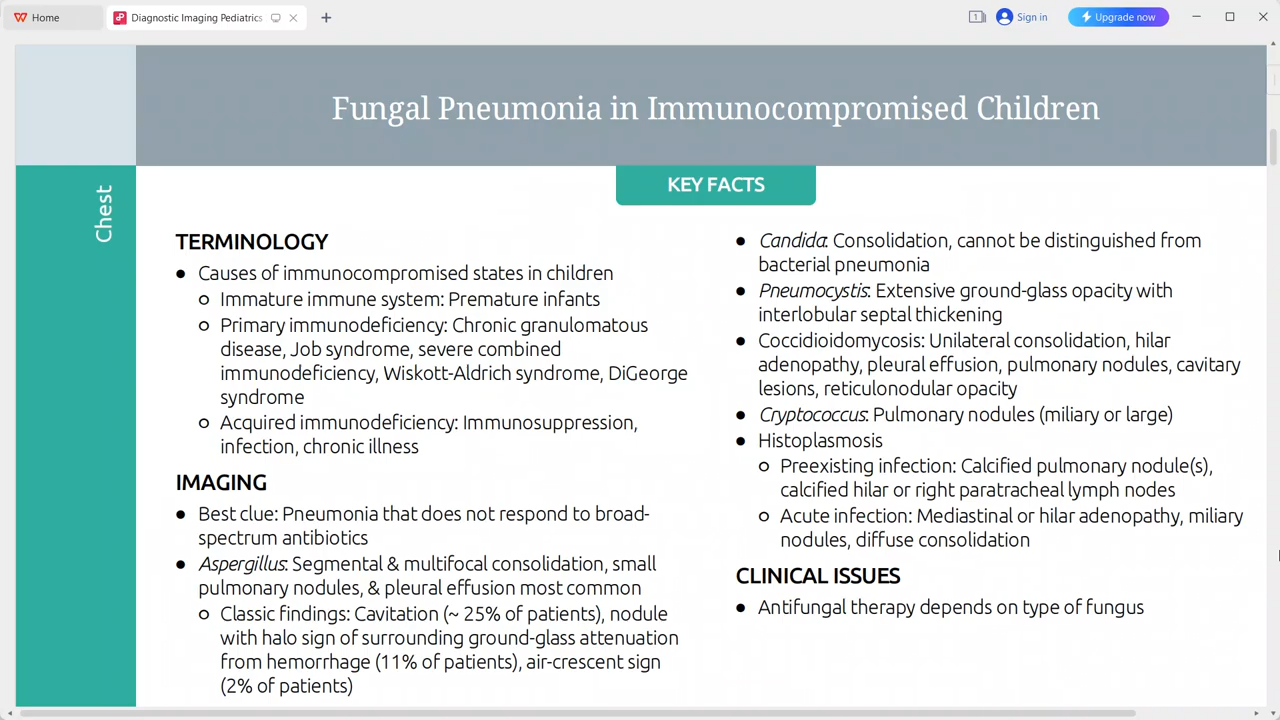 Home
Diagnostic Imaging Pediatrics
1
Sign in
Upgrade now
Fungal Pneumonia in Immunocompromised Children
Chest
KEY FACTS
TERMINOLOGY
● Causes of immunocompromised states in children
○ Immature immune system: Premature infants
○ Primary immunodeficiency: Chronic granulomatous
disease, Job syndrome, severe combined
immunodeficiency, Wiskott-Aldrich syndrome, DiGeorge
syndrome
○ Acquired immunodeficiency: Immunosuppression,
infection, chronic illness
IMAGING
● Best clue: Pneumonia that does not respond to broad-
spectrum antibiotics
● Aspergillus: Segmental & multifocal consolidation, small
pulmonary nodules, & pleural effusion most common
○ Classic findings: Cavitation (~ 25% of patients), nodule
with halo sign of surrounding ground-glass attenuation
from hemorrhage (11% of patients), air-crescent sign
(2% of patients)
● Candida: Consolidation, cannot be distinguished from
bacterial pneumonia
● Pneumocystis: Extensive ground-glass opacity with
interlobular septal thickening
● Coccidioidomycosis: Unilateral consolidation, hilar
adenopathy, pleural effusion, pulmonary nodules, cavitary
lesions, reticulonodular opacity
● Cryptococcus: Pulmonary nodules (miliary or large)
● Histoplasmosis
○ Preexisting infection: Calcified pulmonary nodule(s),
calcified hilar or right paratracheal lymph nodes
○ Acute infection: Mediastinal or hilar adenopathy, miliary
nodules, diffuse consolidation
CLINICAL ISSUES
● Antifungal therapy depends on type of fungus